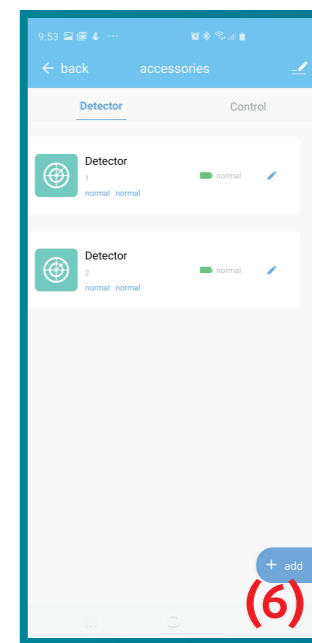 9:53 ...
← back accessories
Detector Control
Detector
1
normal
normal normal
Detector
2
normal
normal normal
+ add
(6)